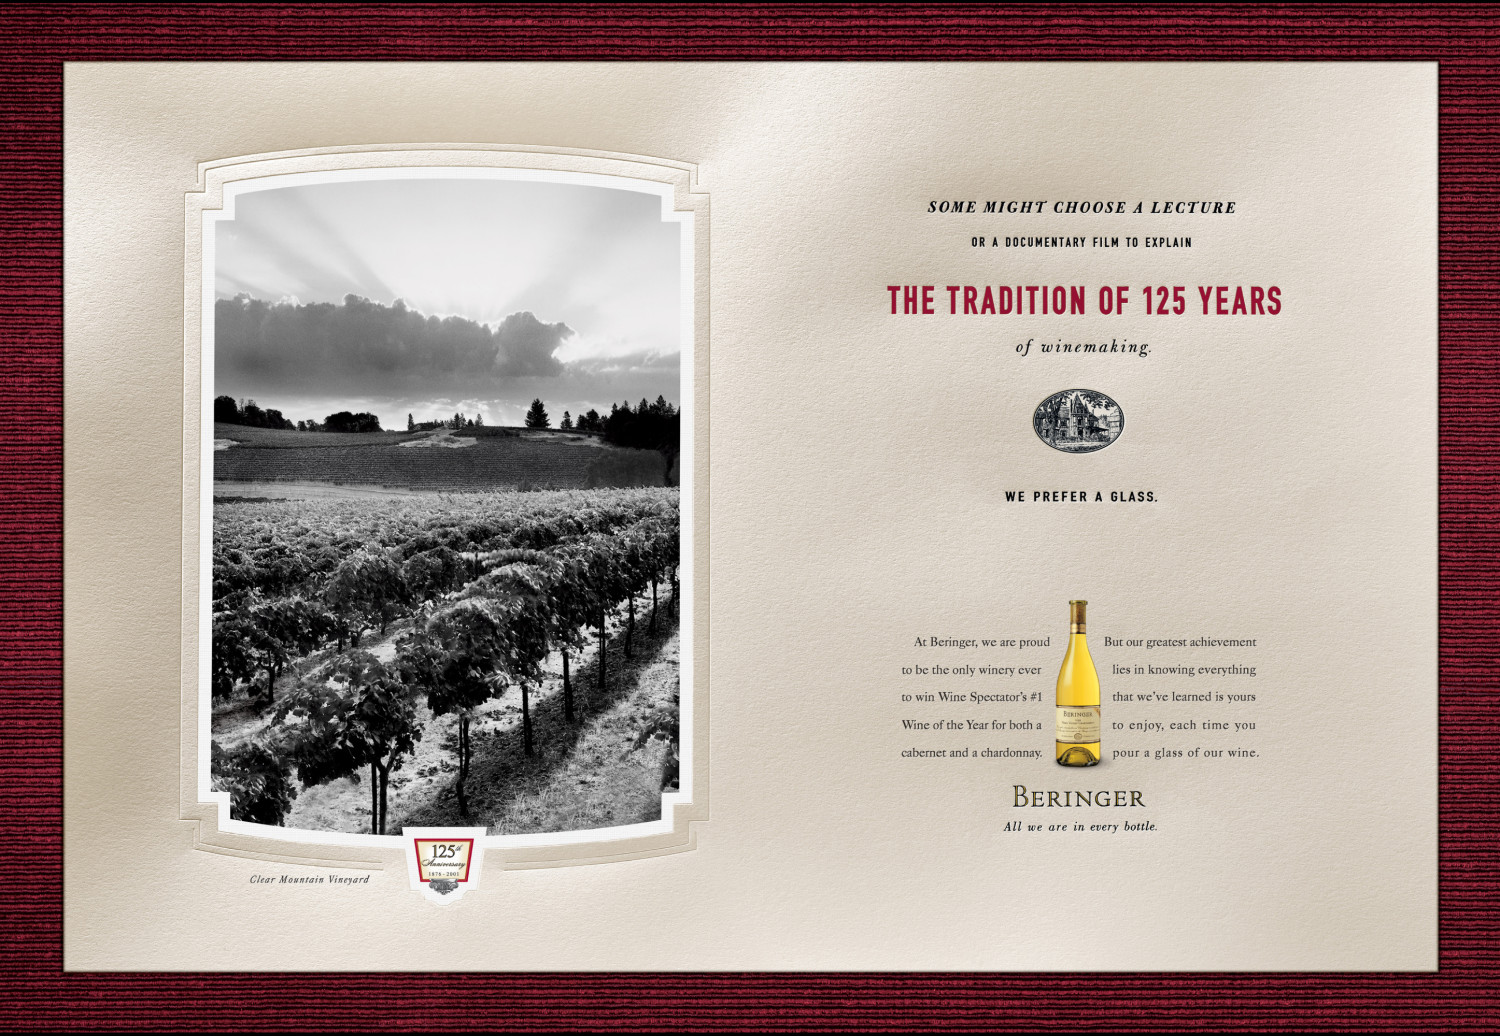 SOME MIGHT CHOOSE A LECTURE
OR A DOCUMENTARY FILM TO EXPLAIN
THE TRADITION OF 125 YEARS
of winemaking.
WE PREFER A GLASS.
At Beringer, we are proud
to be the only winery ever
to win Wine Spectator's #1
Wine of the Year for both a
cabernet and a chardonnay.
But our greatest achievement
lies in knowing everything
that we've learned is yours
to enjoy, each time you
pour a glass of our wine.
BERINGER
BERINGER
All we are in every bottle.
125th
Anniversary
1876-2001
Clear Mountain Vineyard